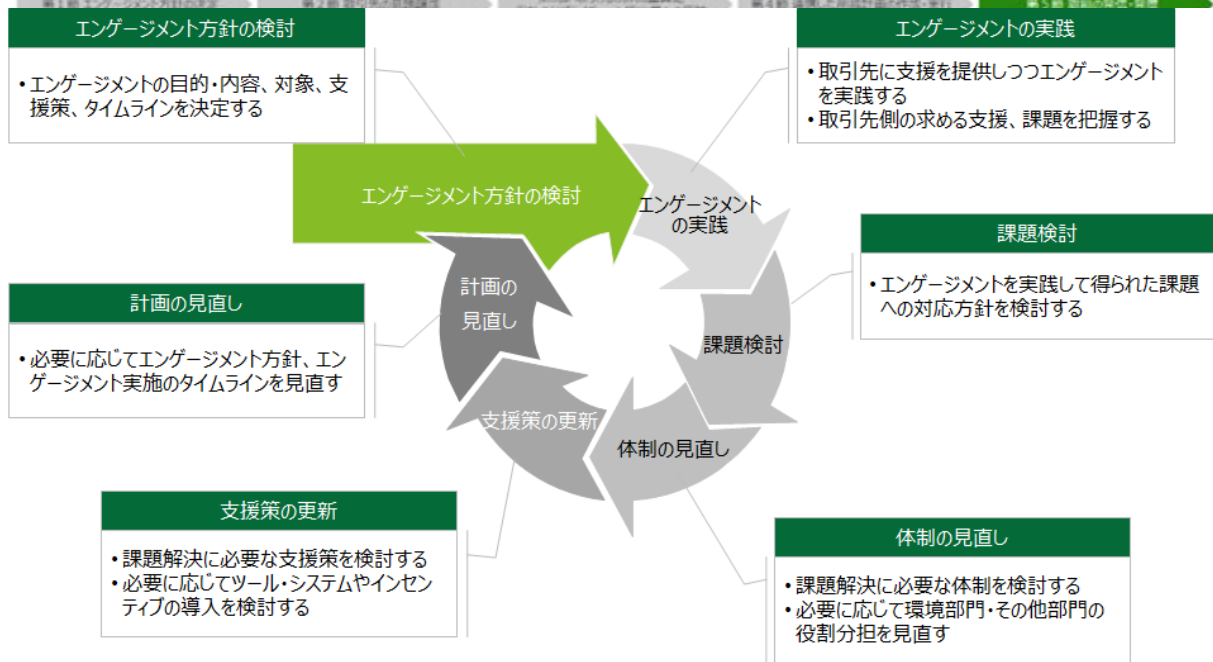 エンゲージメント方針の検討
・エンゲージメントの目的・内容、対象、支
援策、タイムラインを決定する
エンゲージメントの実践
・取引先に支援を提供しつつエンゲージメント
を実践する
・取引先側の求める支援、課題を把握する
エンゲージメント方針の検討
エンゲージメント
の実践
課題検討
・エンゲージメントを実践して得られた課題
への対応方針を検討する
計画の
見直し
計画の見直し
・必要に応じてエンゲージメント方針、エン
ゲージメント実施のタイムラインを見直す
課題検討
支援策の更新
体制の見直し
支援策の更新
・課題解決に必要な支援策を検討する
・必要に応じてツール・システムやインセン
ティブの導入を検討する
体制の見直し
・課題解決に必要な体制を検討する
・必要に応じて環境部門・その他部門の
役割分担を見直す